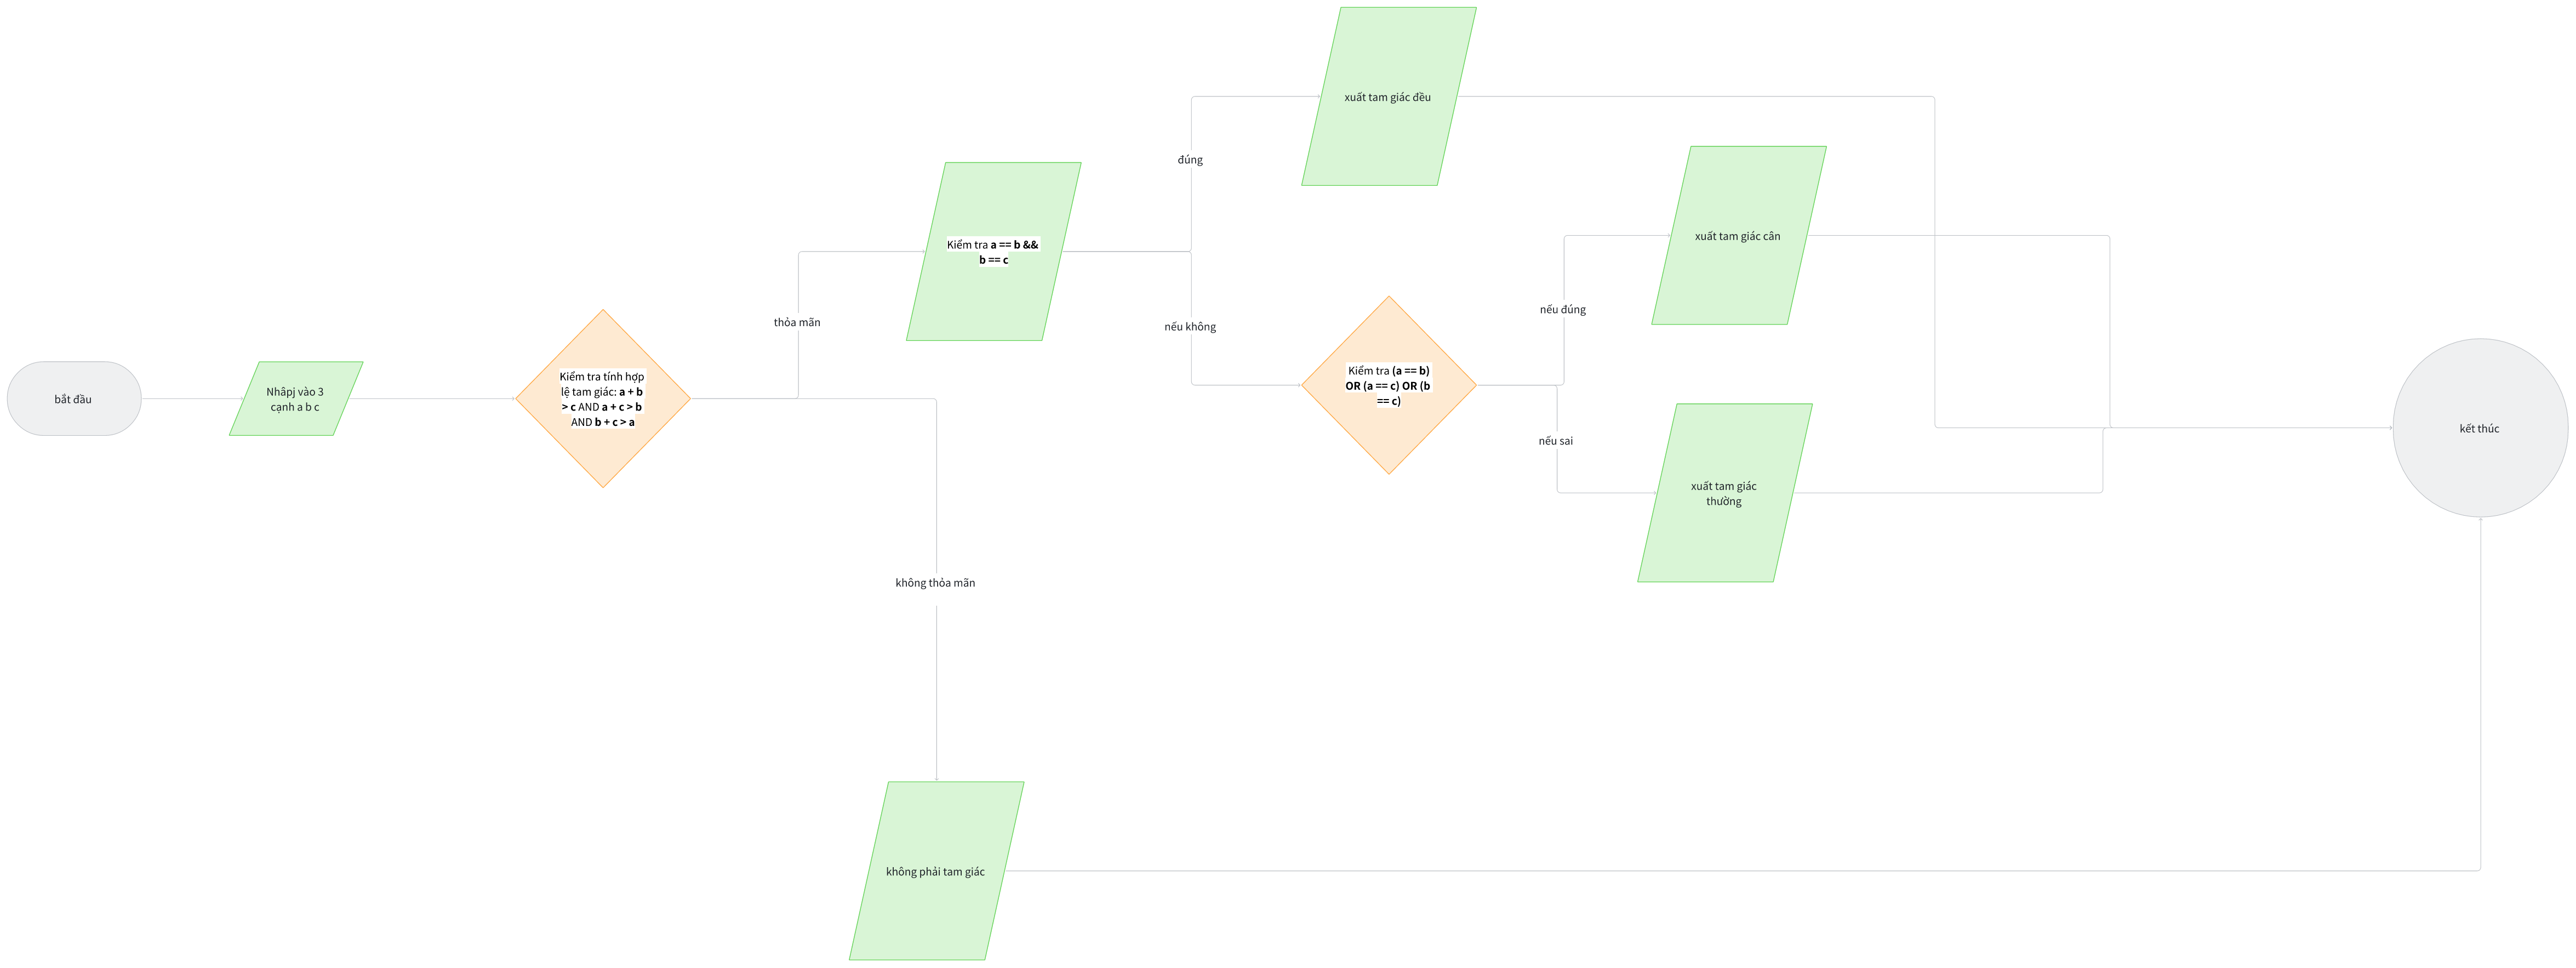 bắt đầu
Nhâpj vào 3
cạnh a b c
Kiểm tra tính hợp
lệ tam giác: a + b
> c AND a + c > b
AND b + c > a
thỏa mãn
không thỏa mãn
Kiểm tra a == b &&
b == c
đúng
nếu không
xuất tam giác đều
Kiểm tra (a == b)
OR (a == c) OR (b
== c)
nếu đúng
nếu sai
xuất tam giác cân
xuất tam giác
thường
không phải tam giác
kết thúc